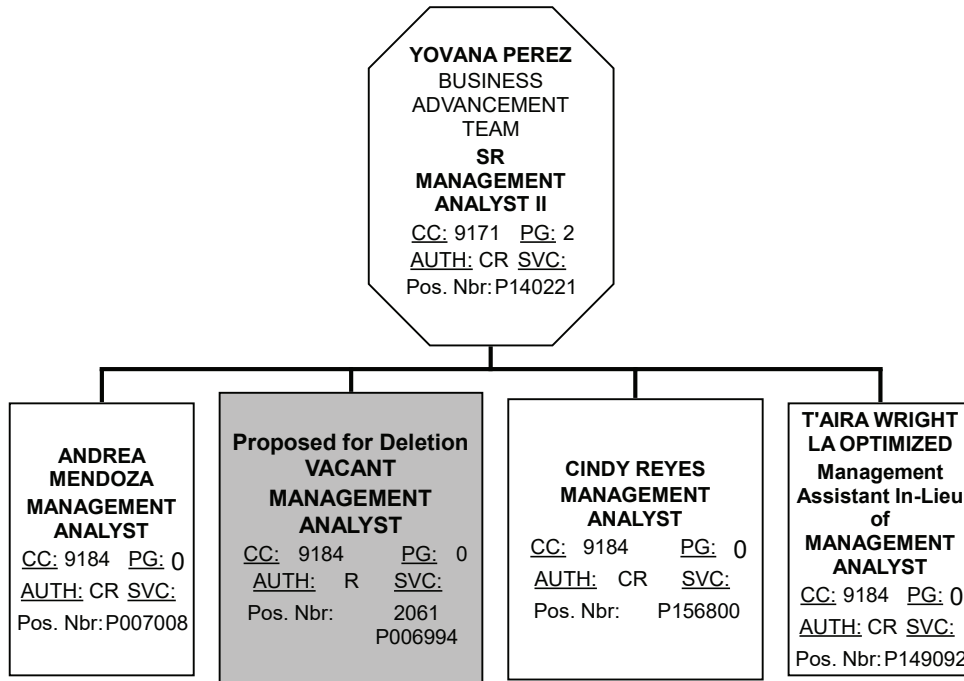 YOVANA PEREZ
BUSINESS
ADVANCEMENT
TEAM
SR
MANAGEMENT
ANALYST II
CC: 9171 PG: 2
AUTH: CR SVC:
Pos. Nbr: P140221
ANDREA
MENDOZA
MANAGEMENT
ANALYST
CC: 9184 PG: 0
AUTH: CR SVC:
Pos. Nbr: P007008
Proposed for Deletion
VACANT
MANAGEMENT
ANALYST
CC: 9184 PG: 0
AUTH: R SVC:
Pos. Nbr: 2061
P006994
CINDY REYES
MANAGEMENT
ANALYST
CC: 9184 PG: 0
AUTH: CR SVC:
Pos. Nbr: P156800
T'AIRA WRIGHT
LA OPTIMIZED
Management
Assistant In-Lieu
of
MANAGEMENT
ANALYST
CC: 9184 PG: 0
AUTH: CR SVC:
Pos. Nbr: P149092